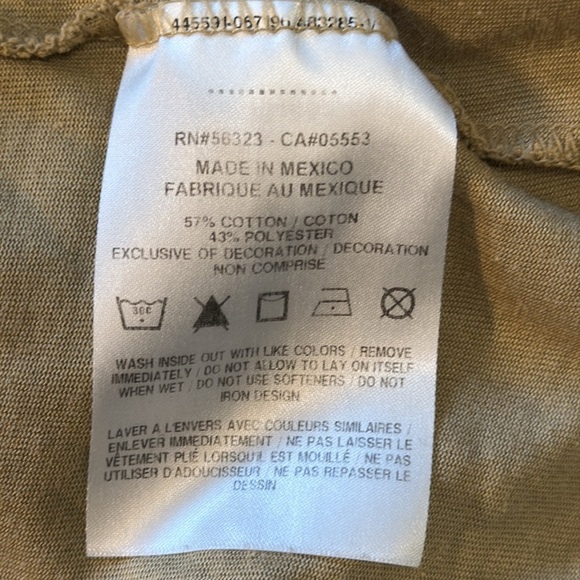 RN#56323 - CA#05553
MADE IN MEXICO
FABRIQUE AU MEXIQUE
57% COTTON / COTON
43% POLYESTER
EXCLUSIVE OF DECORATION / DECORATION
NON COMPRISE
30C
WASH INSIDE OUT WITH LIKE COLORS / REMOVE
IMMEDIATELY / DO NOT ALLOW TO LAY ON ITSELF
WHEN WET / DO NOT USE SOFTENERS / DO NOT
IRON DESIGN
LAVER A L'ENVERS AVEC COULEURS SIMILAIRES /
ENLEVER IMMEDIATEMENT / NE PAS LAISSER LE
VÊTEMENT PLIÉ LORSQU'IL EST MOUILLÉ / NE PAS
UTILISER D'ADOUCISSEUR / NE PAS REPASSER LE
DESSIN